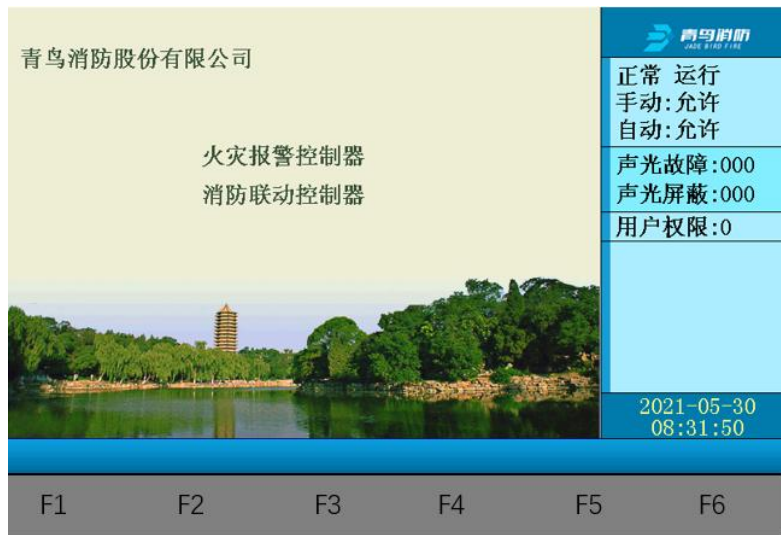 青鸟消防股份有限公司
火灾报警控制器
消防联动控制器
青鸟消防
JADE BIRD FIRE
正常 运行
手动:允许
自动:允许
声光故障:000
声光屏蔽:000
用户权限:0
2021-05-30
08:31:50
F1 F2 F3 F4 F5 F6